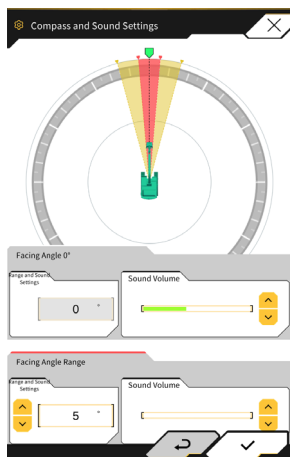 Compass and Sound Settings
Facing Angle 0°
Range and Sound
Settings
Sound Volume
0 °
Facing Angle Range
Range and Sound
Settings
Sound Volume
5 °